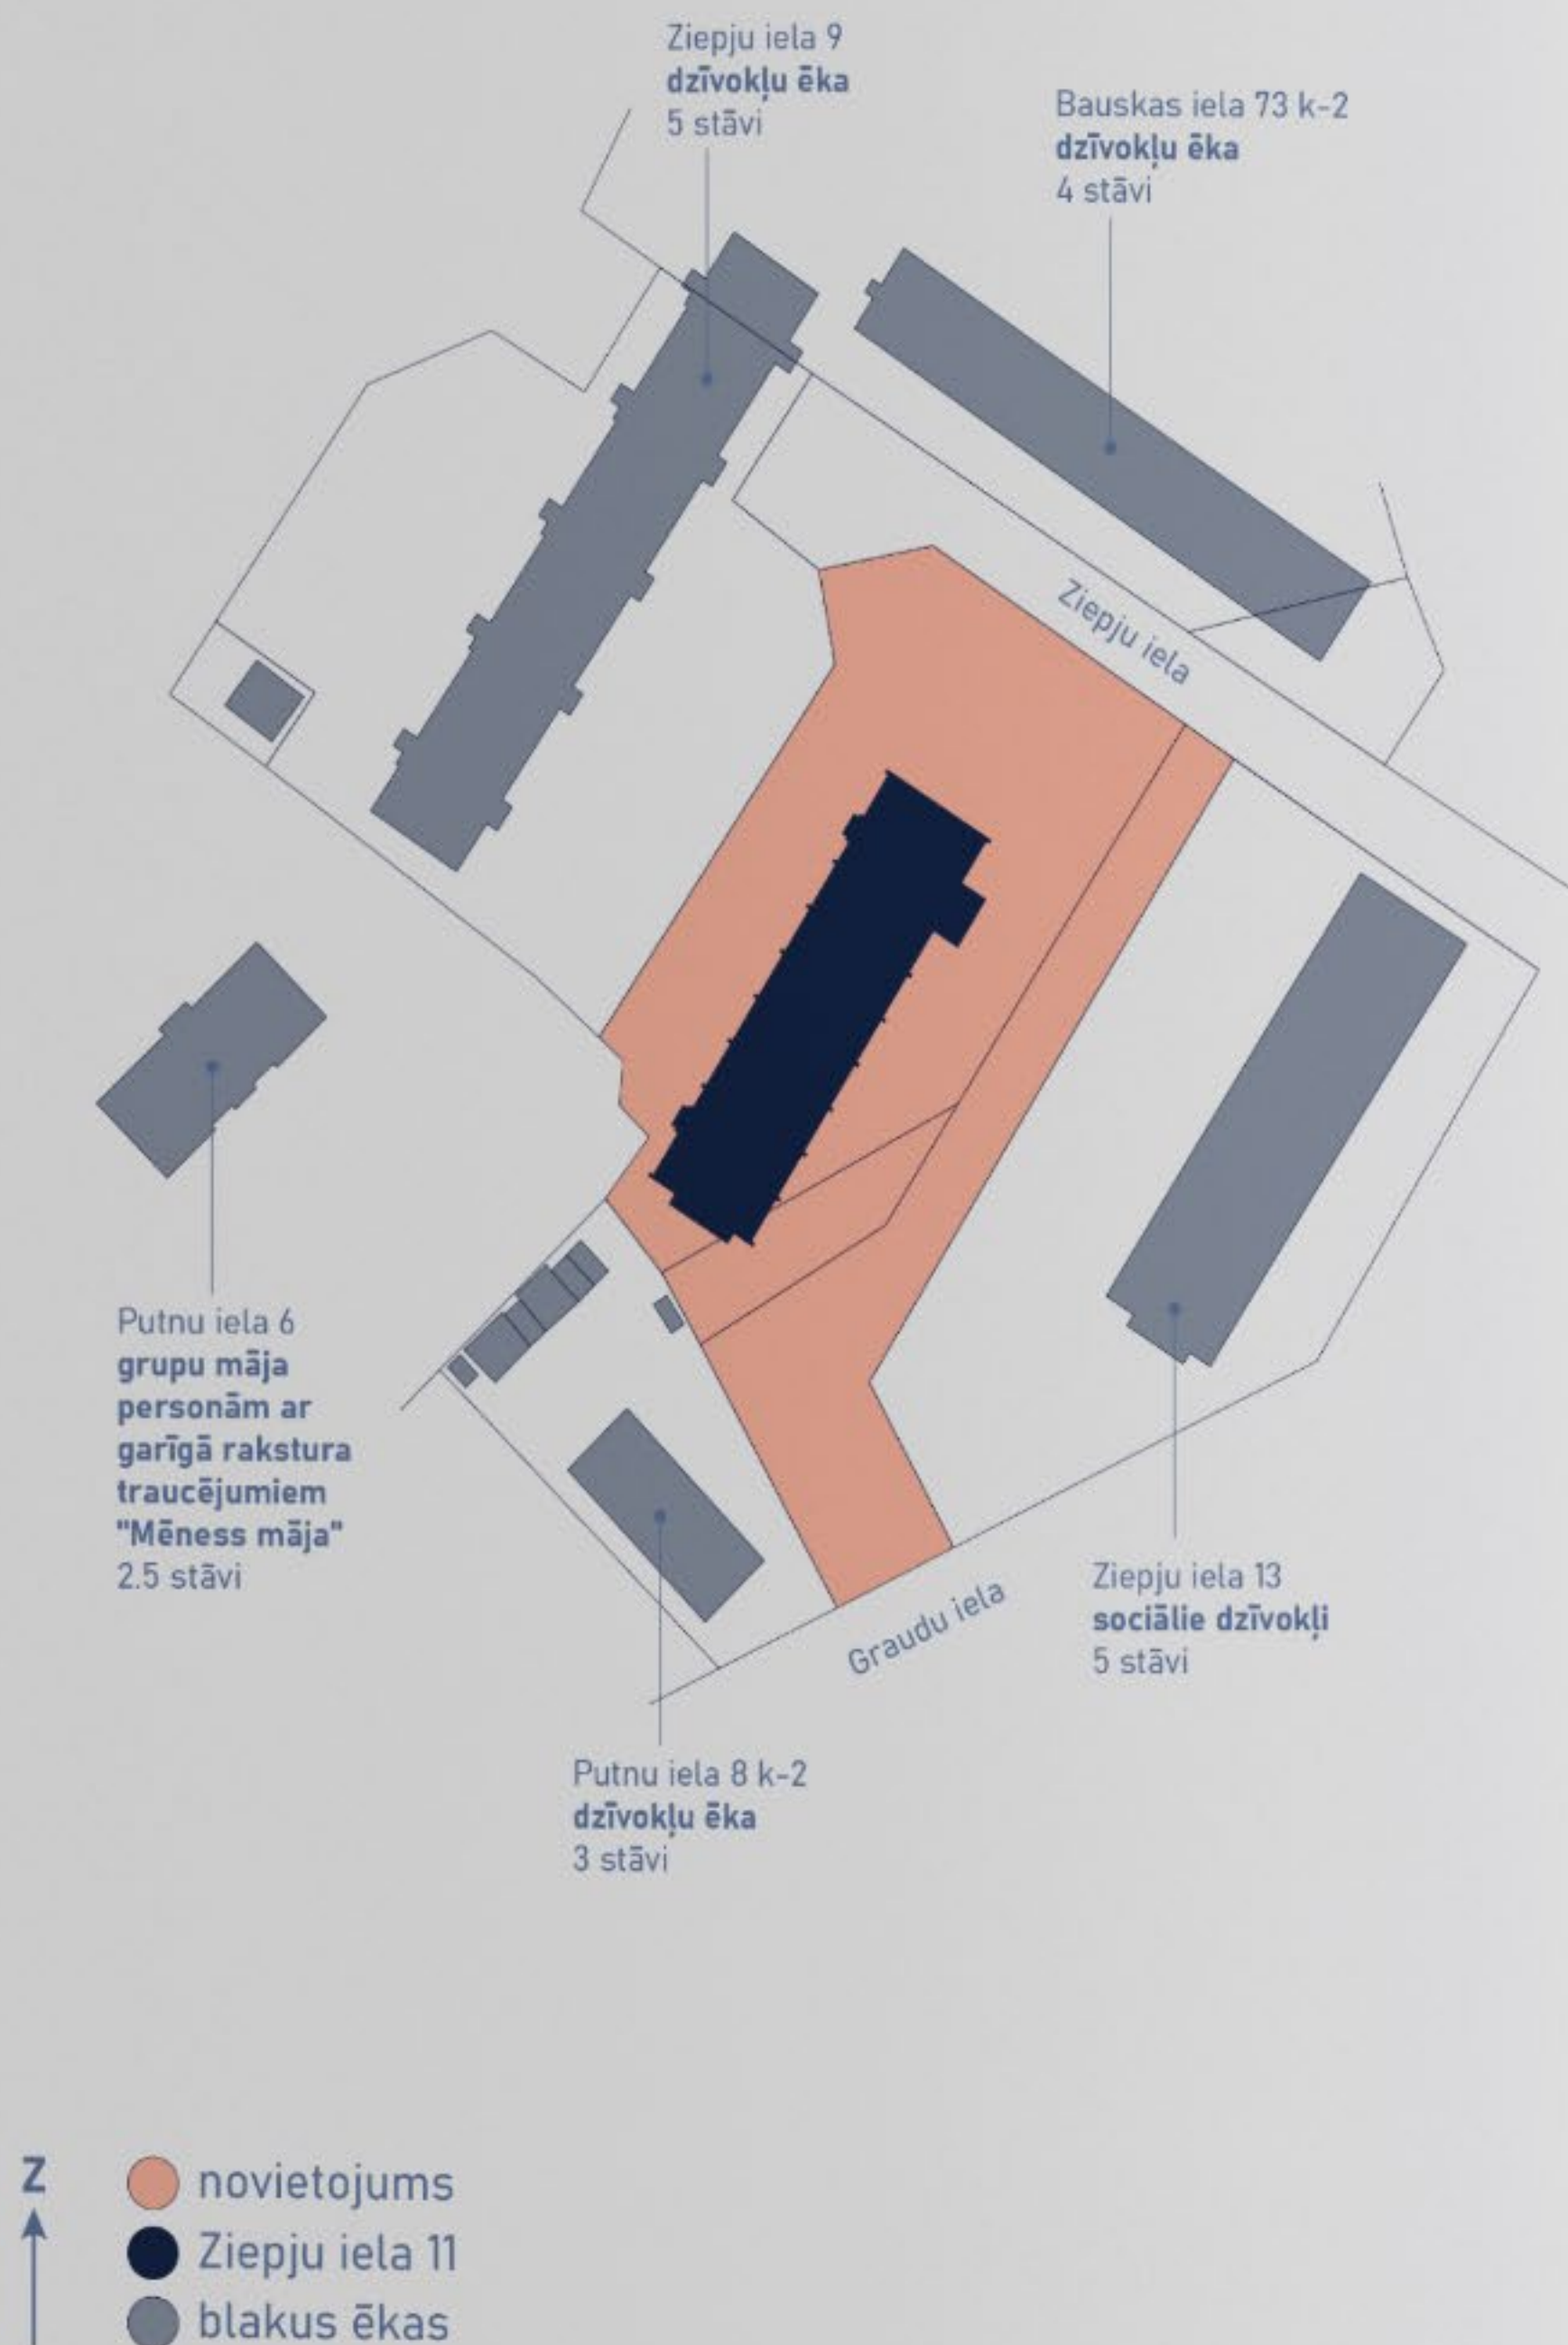 Ziepju iela 9
dzīvokļu ēka
5 stāvi
Bauskas iela 73 k-2
dzīvokļu ēka
4 stāvi
Ziepju iela
Putnu iela 6
grupu māja
personām ar
garīgā rakstura
traucējumiem
"Mēness māja"
2.5 stāvi
Ziepju iela 13
sociālie dzīvokļi
5 stāvi
Graudu iela
Putnu iela 8 k-2
dzīvokļu ēka
3 stāvi
Z
novietojums
Ziepju iela 11
blakus ēkas